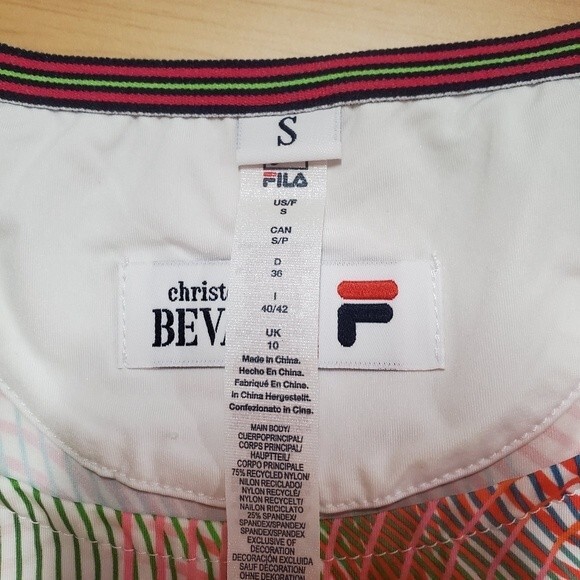 S
FILA
US/F
S
CAN
S/P
D
36
I
40/42
UK
10
christ
BEV
F
Made In China.
Hecho En China.
Fabriqué En China.
In China Hergestellt.
Confezionato in Cina.
MAIN BODY/
CUERPOPRINCIPAL/
CORPS PRINCIPAL/
HAUPTTEIL/
CORPO PRINCIPALE
75% RECYCLED NYLON/
NILON RECICLADO/
NYLON RECYCLÉ/
NYLON RECYCELT/
NAILON RICICLATO
25% SPANDEX/
SPANDEX/SPANDEX/
SPANDEX/SPANDEX
EXCLUSIVE OF
DECORATION
DECORACIÓN EXCLUIDA
SAUF DÉCORATION/
OHNE DEKORATION